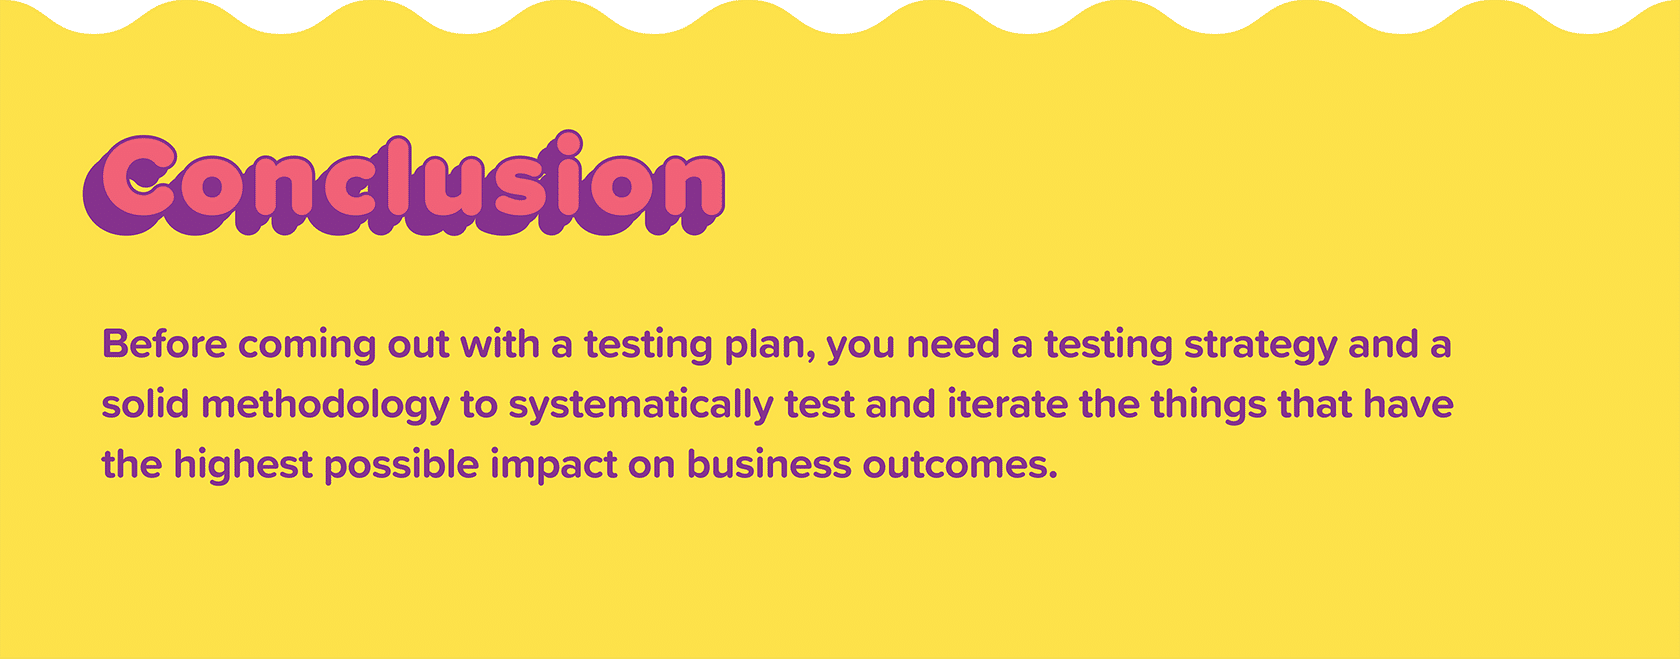 Conclusion
Before coming out with a testing plan, you need a testing strategy and a
solid methodology to systematically test and iterate the things that have
the highest possible impact on business outcomes.